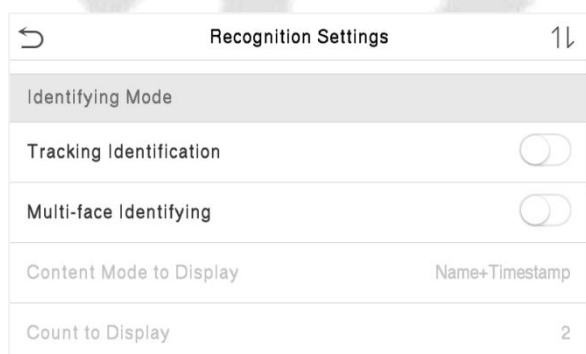 Recognition Settings
Identifying Mode
Tracking Identification
Multi-face Identifying
Content Mode to Display Name+Timestamp
Count to Display 2